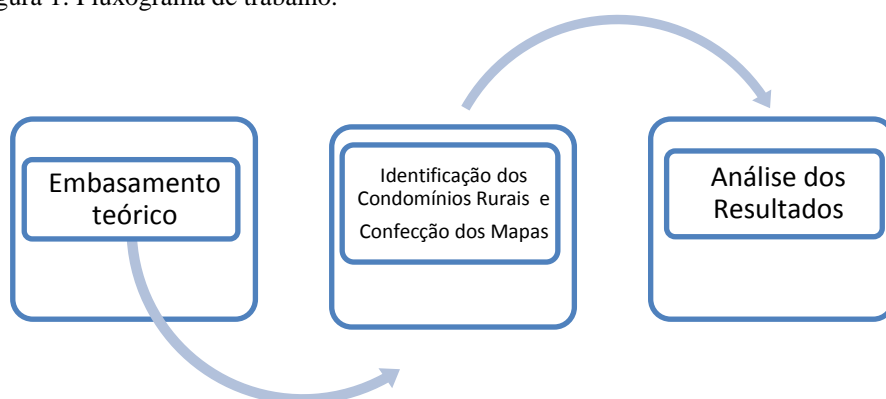 gura 1. Fluxograma de trabalho.
Embasamento
teórico
Identificação dos
Condomínios Rurais e
Confecção dos Mapas
Análise dos
Resultados